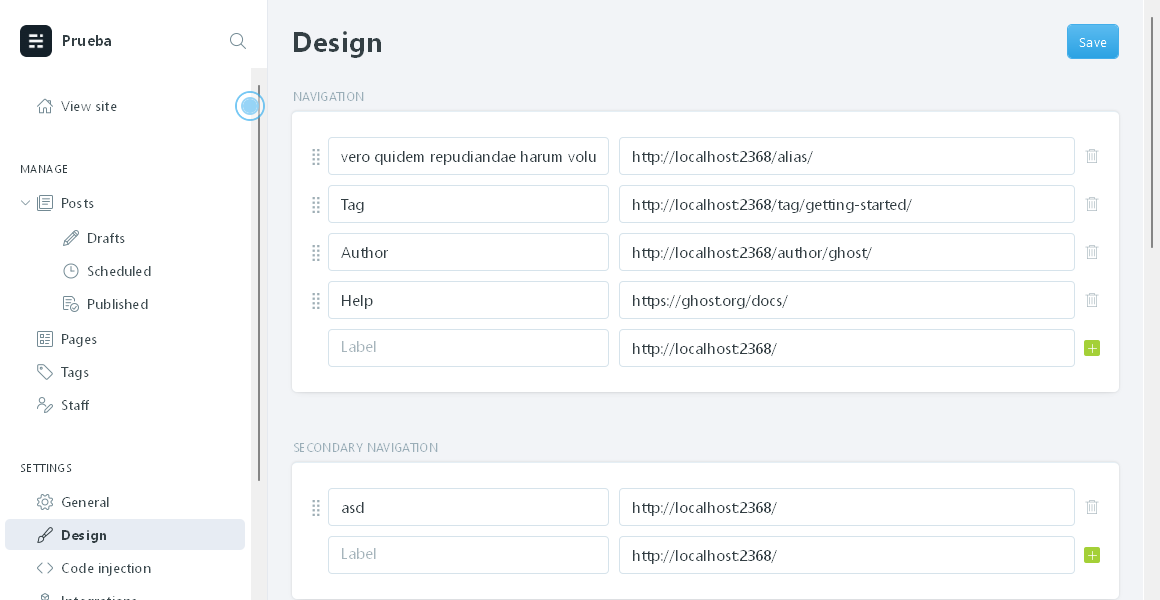 Prueba
View site
MANAGE
Posts
Drafts
Scheduled
Published
Pages
Tags
Staff
SETTINGS
General
Design
Code injection
Integrations
Design
Save
NAVIGATION
vero quidem repudiandae harum volu
http://localhost:2368/alias/
Tag
http://localhost:2368/tag/getting-started/
Author
http://localhost:2368/author/ghost/
Help
https://ghost.org/docs/
Label
http://localhost:2368/
SECONDARY NAVIGATION
asd
http://localhost:2368/
Label
http://localhost:2368/